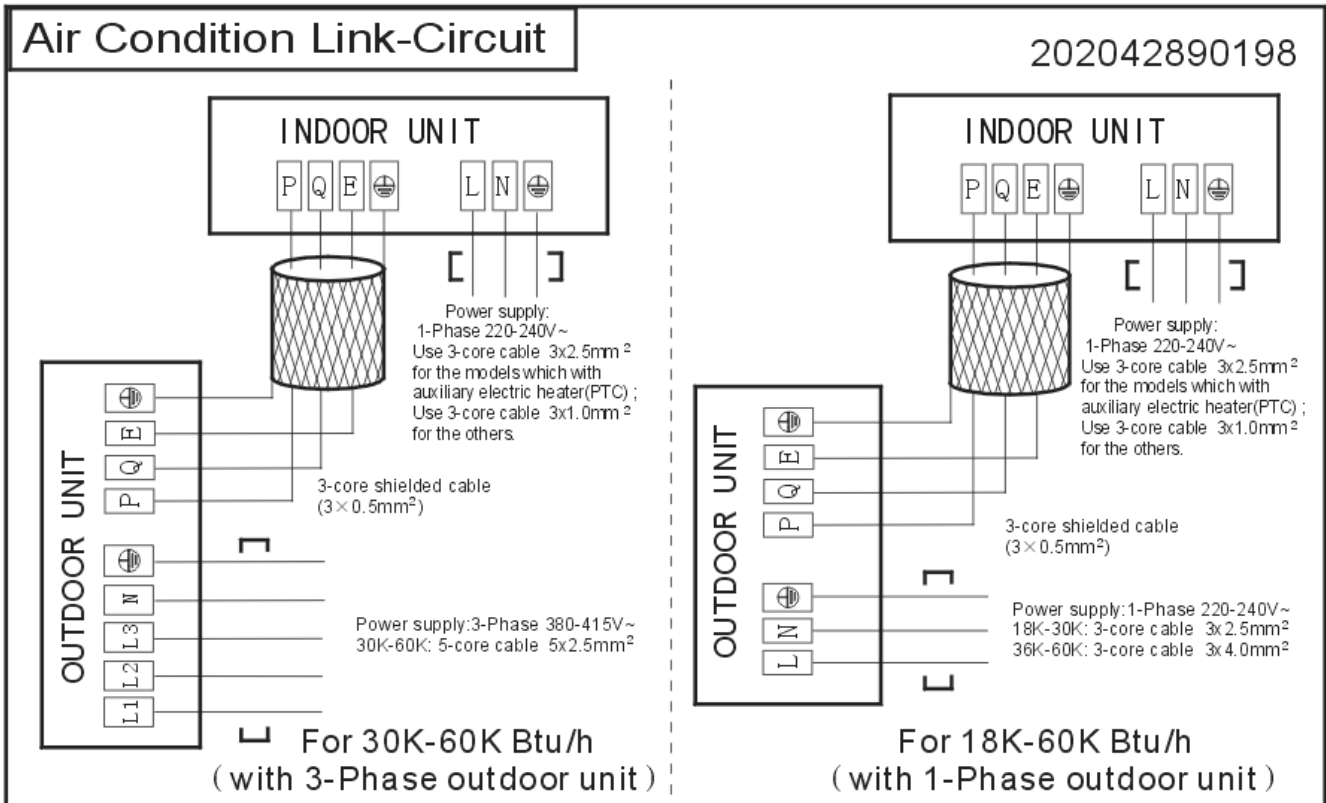 Air Condition Link-Circuit
202042890198
INDOOR UNIT
P Q E L N
Power supply:
1-Phase 220-240V~
Use 3-core cable 3x2.5mm²
for the models which with
auxiliary electric heater(PTC) ;
Use 3-core cable 3x1.0mm²
for the others.
OUTDOOR UNIT
E
Q
P
N
L3
L2
L1
3-core shielded cable
(3×0.5mm²)
Power supply:3-Phase 380-415V~
30K-60K: 5-core cable 5x2.5mm²
For 30K-60K Btu/h
(with 3-Phase outdoor unit)
INDOOR UNIT
P Q E L N
Power supply:
1-Phase 220-240V~
Use 3-core cable 3x2.5mm²
for the models which with
auxiliary electric heater(PTC) ;
Use 3-core cable 3x1.0mm²
for the others.
OUTDOOR UNIT
E
Q
P
N
L
3-core shielded cable
(3×0.5mm²)
Power supply:1-Phase 220-240V~
18K-30K: 3-core cable 3x2.5mm²
36K-60K: 3-core cable 3x4.0mm²
For 18K-60K Btu/h
(with 1-Phase outdoor unit)